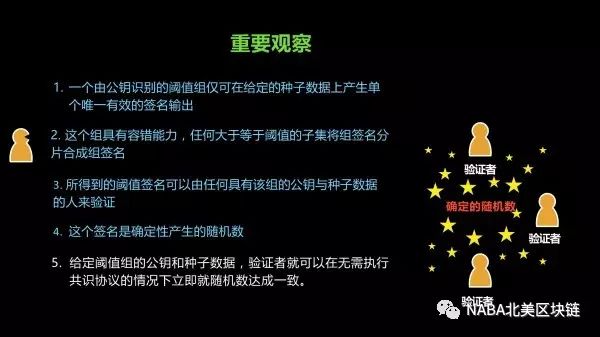 重要观察
1. 一个由公钥识别的阈值组仅可在给定的种子数据上产生单
个唯一有效的签名输出
2. 这个组具有容错能力，任何大于等于阈值的子集将组签名分
片合成组签名
3. 所得到的阈值签名可以由任何具有该组的公钥与种子数据
的人来验证
4. 这个签名是确定性产生的随机数
5. 给定阈值组的公钥和种子数据，验证者就可以在无需执行
共识协议的情况下立即就随机数达成一致。
验证者
确定的随机数
验证者
验证者
NABA北美区块链